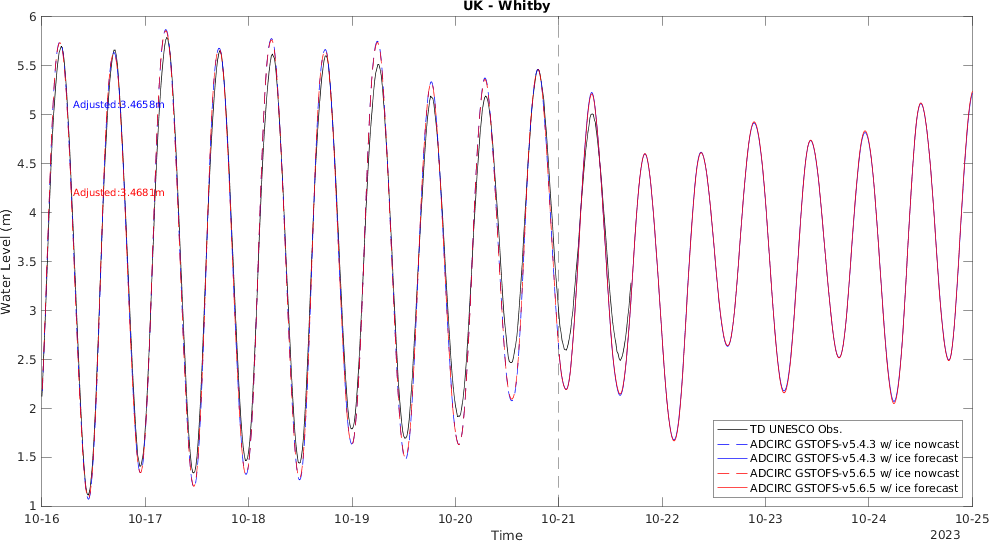 UK - Whitby
6
5.5
5
4.5
4
3.5
3
2.5
2
1.5
1
Water Level (m)
Adjusted:3.4658m
Adjusted:3.4681m
TD UNESCO Obs.
ADCIRC GSTOFS-v5.4.3 w/ ice nowcast
ADCIRC GSTOFS-v5.4.3 w/ ice forecast
ADCIRC GSTOFS-v5.6.5 w/ ice nowcast
ADCIRC GSTOFS-v5.6.5 w/ ice forecast
10-16 10-17 10-18 10-19 10-20 10-21 10-22 10-23 10-24 10-25
Time
2023